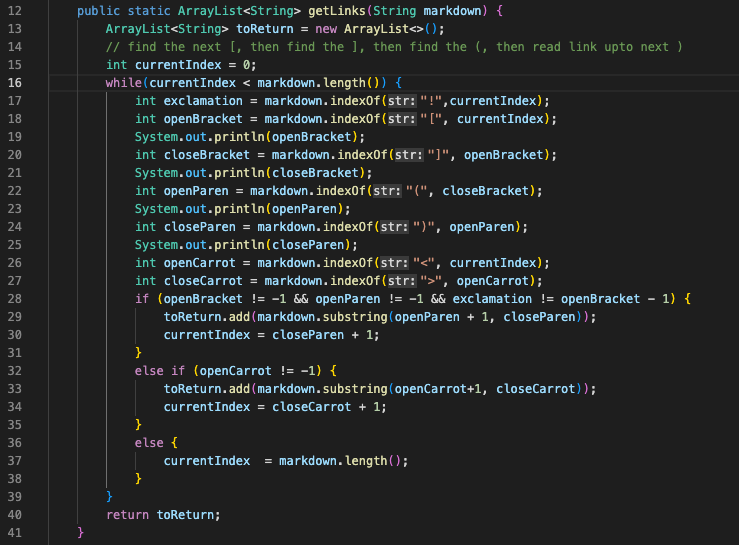 12 public static ArrayList<String> getLinks(String markdown) {
13 ArrayList<String> toReturn = new ArrayList<>();
14 // find the next [, then find the ], then find the (, then read link upto next )
15 int currentIndex = 0;
16 while(currentIndex < markdown.length()) {
17 int exclamation = markdown.indexOf(str: "!",currentIndex);
18 int openBracket = markdown.indexOf(str: "[", currentIndex);
19 System.out.println(openBracket);
20 int closeBracket = markdown.indexOf(str: "]", openBracket);
21 System.out.println(closeBracket);
22 int openParen = markdown.indexOf(str: "(", closeBracket);
23 System.out.println(openParen);
24 int closeParen = markdown.indexOf(str: ")", openParen);
25 System.out.println(closeParen);
26 int openCarrot = markdown.indexOf(str: "<", currentIndex);
27 int closeCarrot = markdown.indexOf(str: ">", openCarrot);
28 if (openBracket != -1 && openParen != -1 && exclamation != openBracket - 1) {
29 toReturn.add(markdown.substring(openParen + 1, closeParen));
30 currentIndex = closeParen + 1;
31 }
32 else if (openCarrot != -1) {
33 toReturn.add(markdown.substring(openCarrot+1, closeCarrot));
34 currentIndex = closeCarrot + 1;
35 }
36 else {
37 currentIndex  = markdown.length();
38 }
39 }
40 return toReturn;
41 }